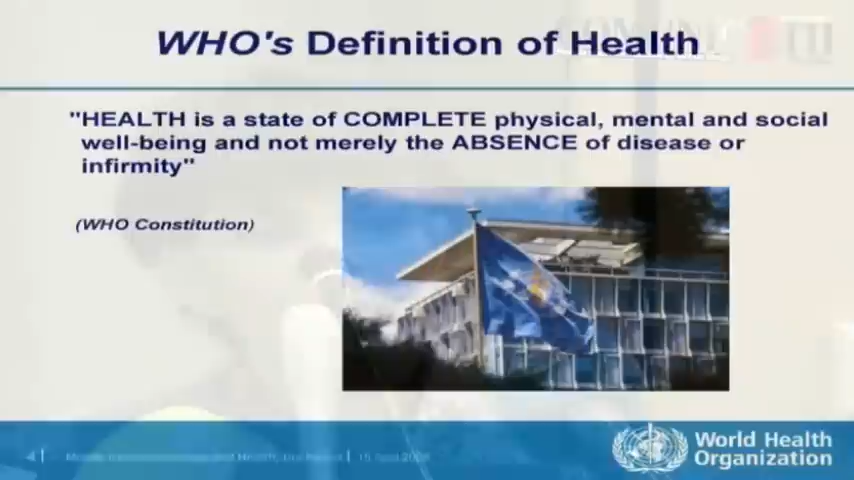 WHO's Definition of Health
"HEALTH is a state of COMPLETE physical, mental and social
well-being and not merely the ABSENCE of disease or
infirmity"
(WHO Constitution)
World Health
Organization